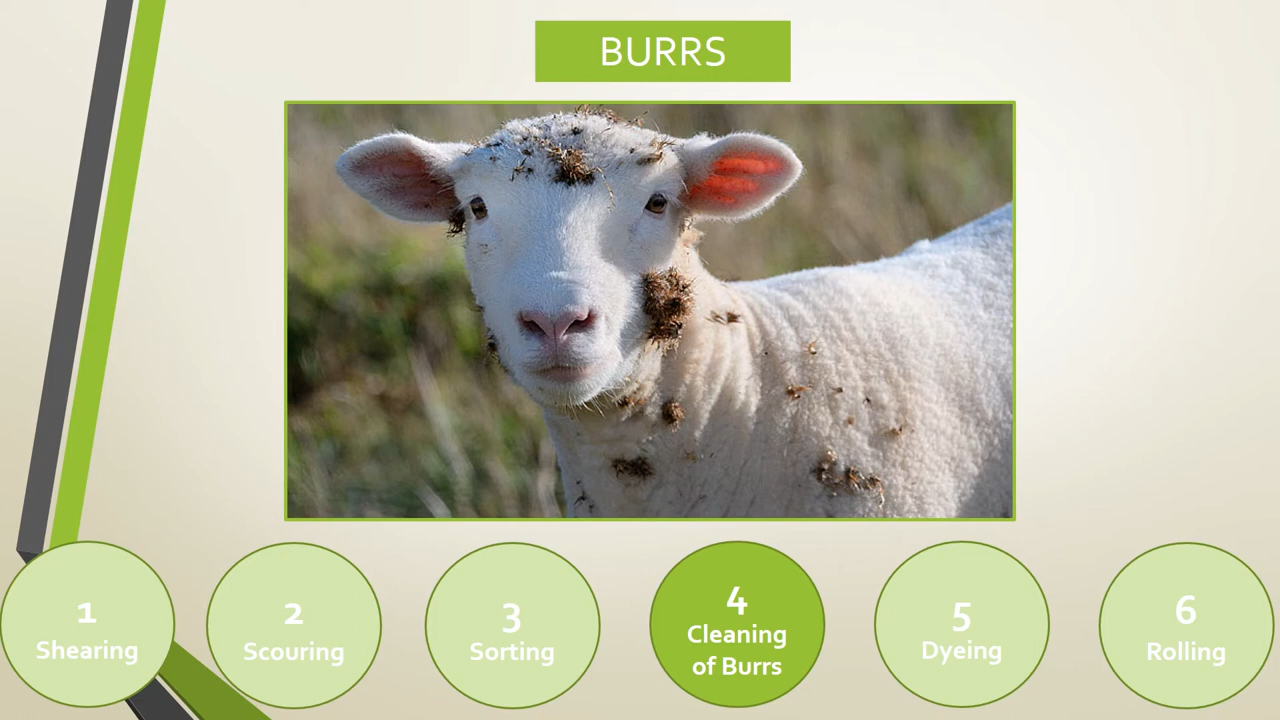 BURRS
1
Shearing
2
Scouring
3
Sorting
4
Cleaning
of Burrs
5
Dyeing
6
Rolling